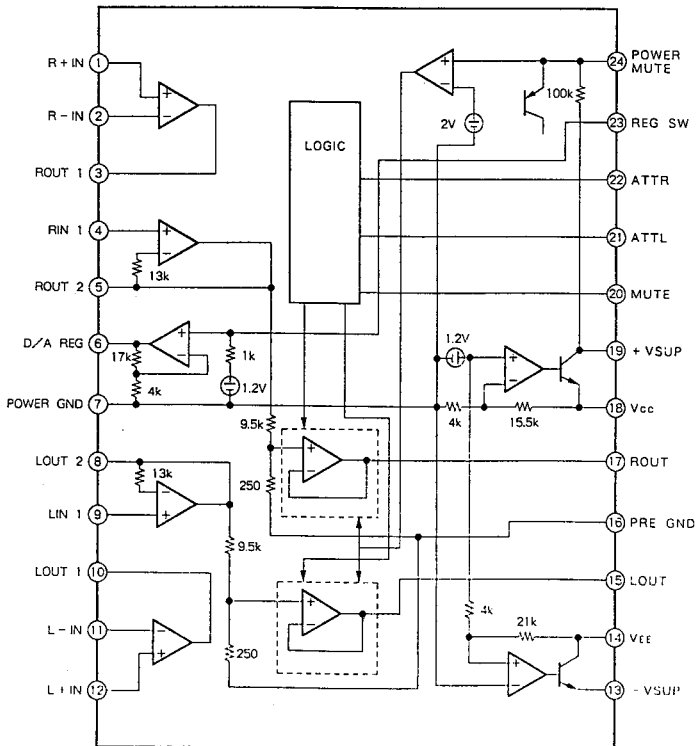 R+IN 1
R-IN 2
ROUT 1 3
RIN 1 4
ROUT 2 5
D/A REG 6
POWER GND 7
LOUT 2 8
LIN 1 9
LOUT 1 10
L-IN 11
L+IN 12
+
-
+
-
13k
+
-
17k
4k
1k
1.2V
9.5k
250
13k
-
+
9.5k
250
-
+
LOGIC
+
-
2V
100k
+
-
+
-
1.2V
+
-
4k
15.5k
4k
21k
+
-
24 POWER
MUTE
23 REG SW
22 ATTR
21 ATTL
20 MUTE
19 + VSUP
18 Vcc
17 ROUT
16 PRE GND
15 LOUT
14 VEE
13 - VSUP